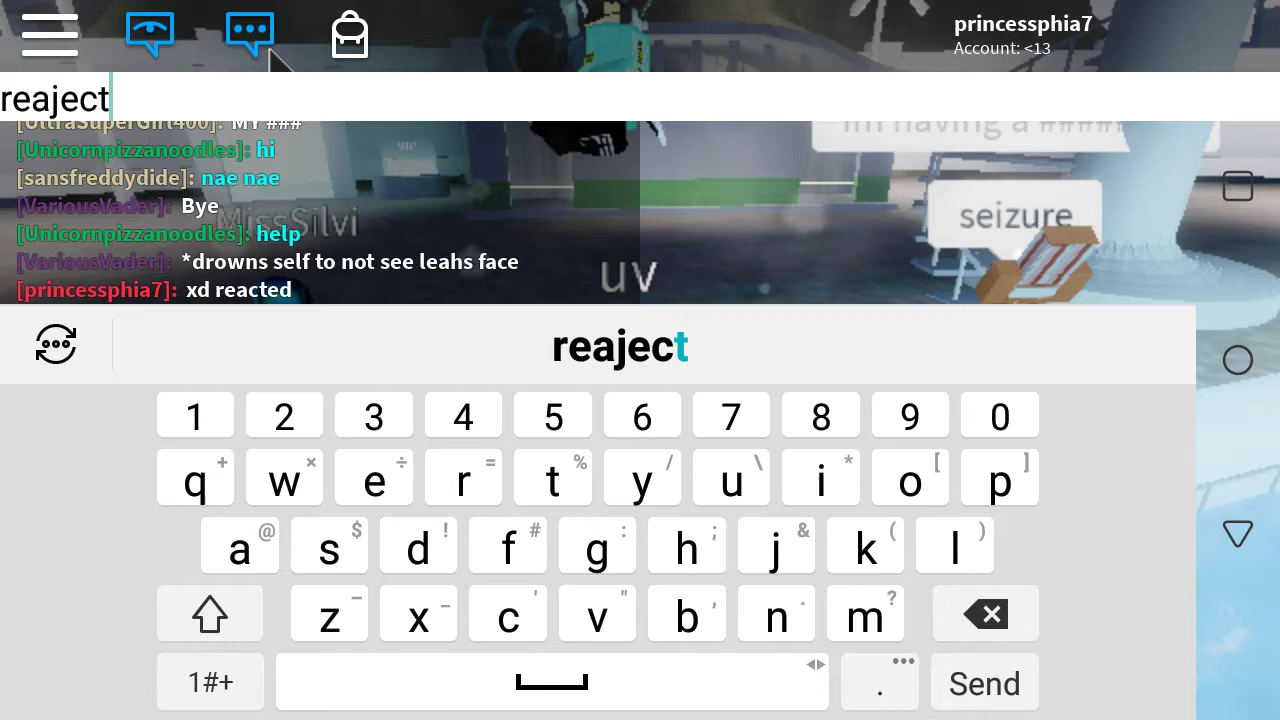 princessphia7
Account: <13
reaject
[UltraSuperGirl400]: MY ###
im having a #####
[Unicornpizzanoodles]: hi
[sansfreddydide]: nae nae
[VariousVader]: Bye
MissSilvi
seizure
[Unicornpizzanoodles]: help
[VariousVader]: *drowns self to not see leahs face
uv
[princessphia7]: xd reacted
reaject
1 2 3 4 5 6 7 8 9 0
q + w × e ÷ r = t % y / u \ i * o [ p ]
a @ s $ d ! f # g : h ; j & k ( l )
z – x _ c ' v " b , n . m ?
1#+ . Send